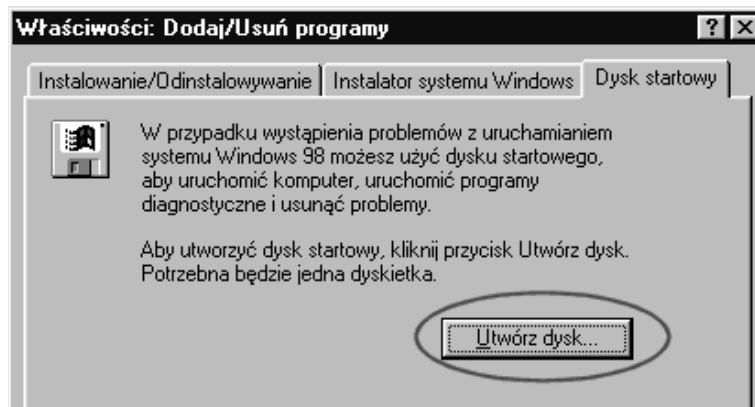 Właściwości: Dodaj/Usuń programy
Instalowanie/Odinstalowywanie Instalator systemu Windows Dysk startowy
W przypadku wystąpienia problemów z uruchamianiem
systemu Windows 98 możesz użyć dysku startowego,
aby uruchomić komputer, uruchomić programy
diagnostyczne i usunąć problemy.
Aby utworzyć dysk startowy, kliknij przycisk Utwórz dysk.
Potrzebna będzie jedna dyskietka.
Utwórz dysk...